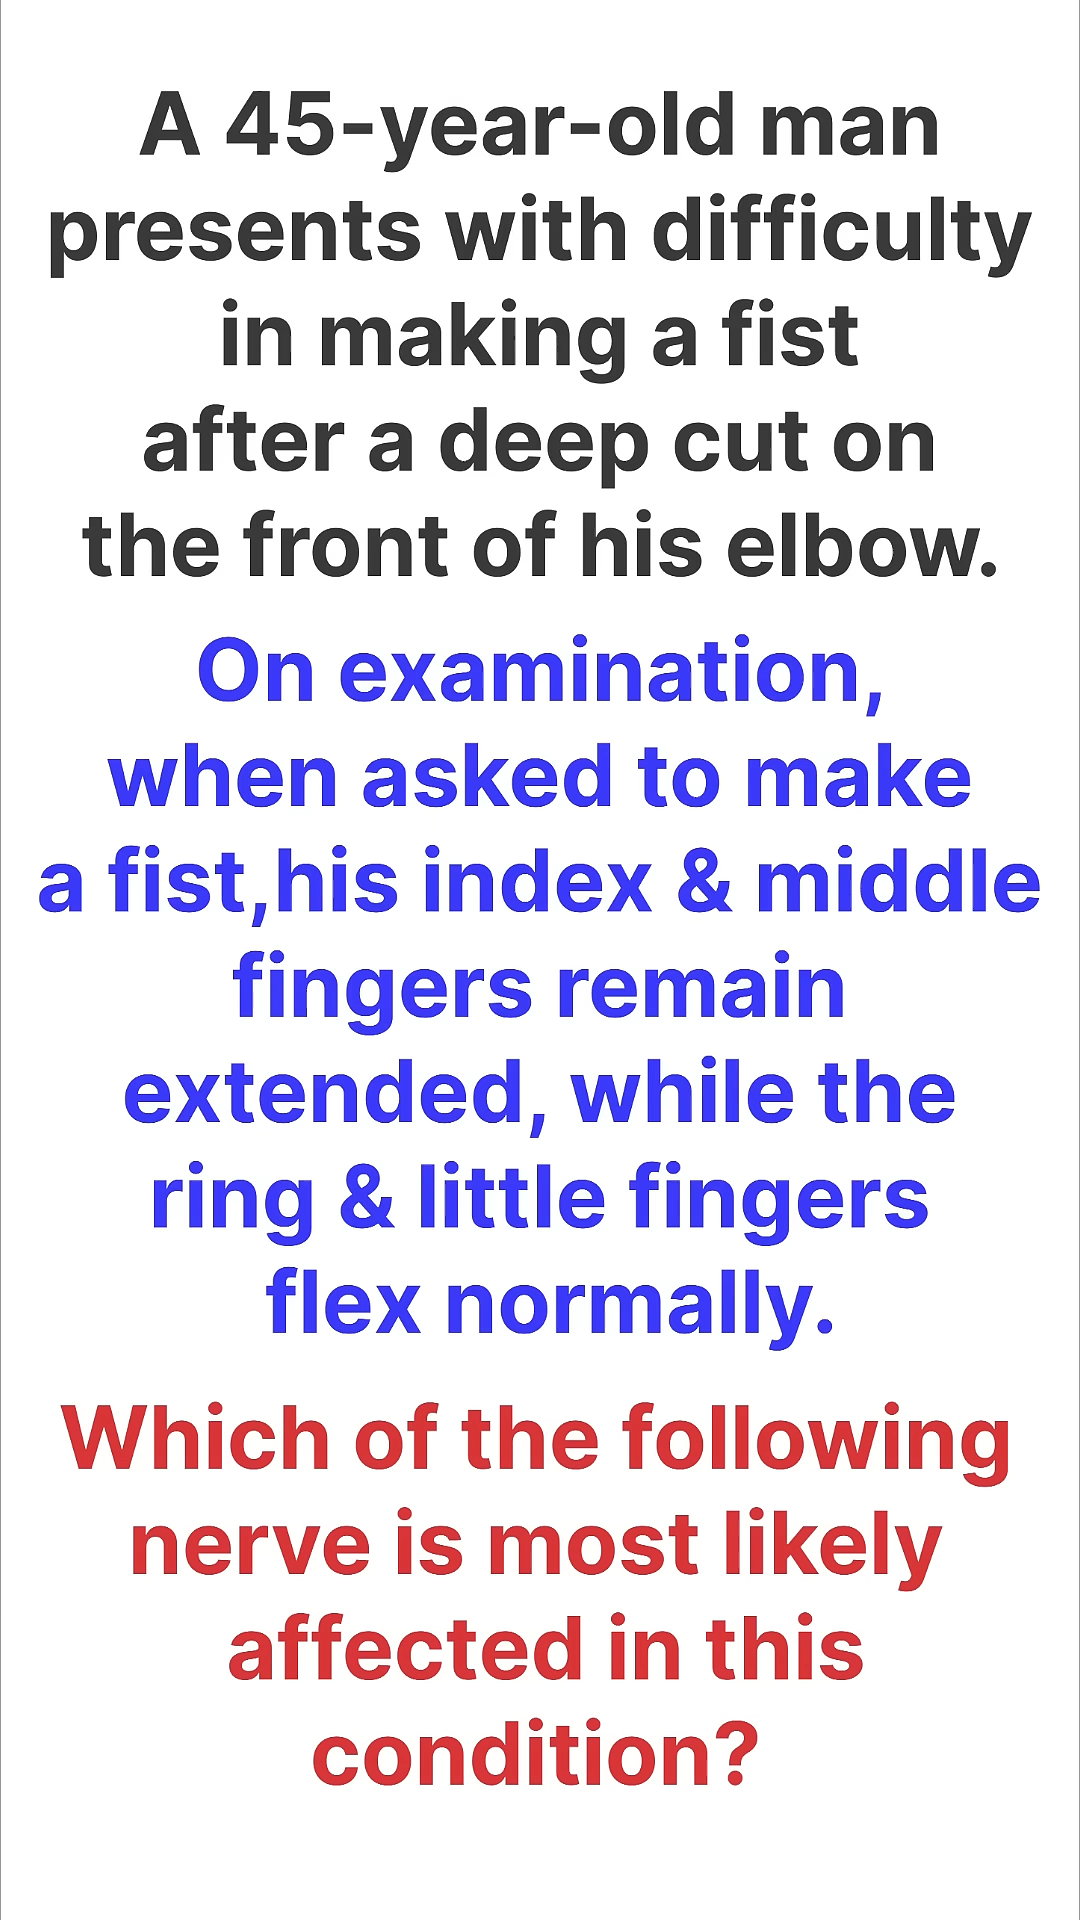 A 45-year-old man
presents with difficulty
in making a fist
after a deep cut on
the front of his elbow.
On examination,
when asked to make
a fist,his index & middle
fingers remain
extended, while the
ring & little fingers
flex normally.
Which of the following
nerve is most likely
affected in this
condition?